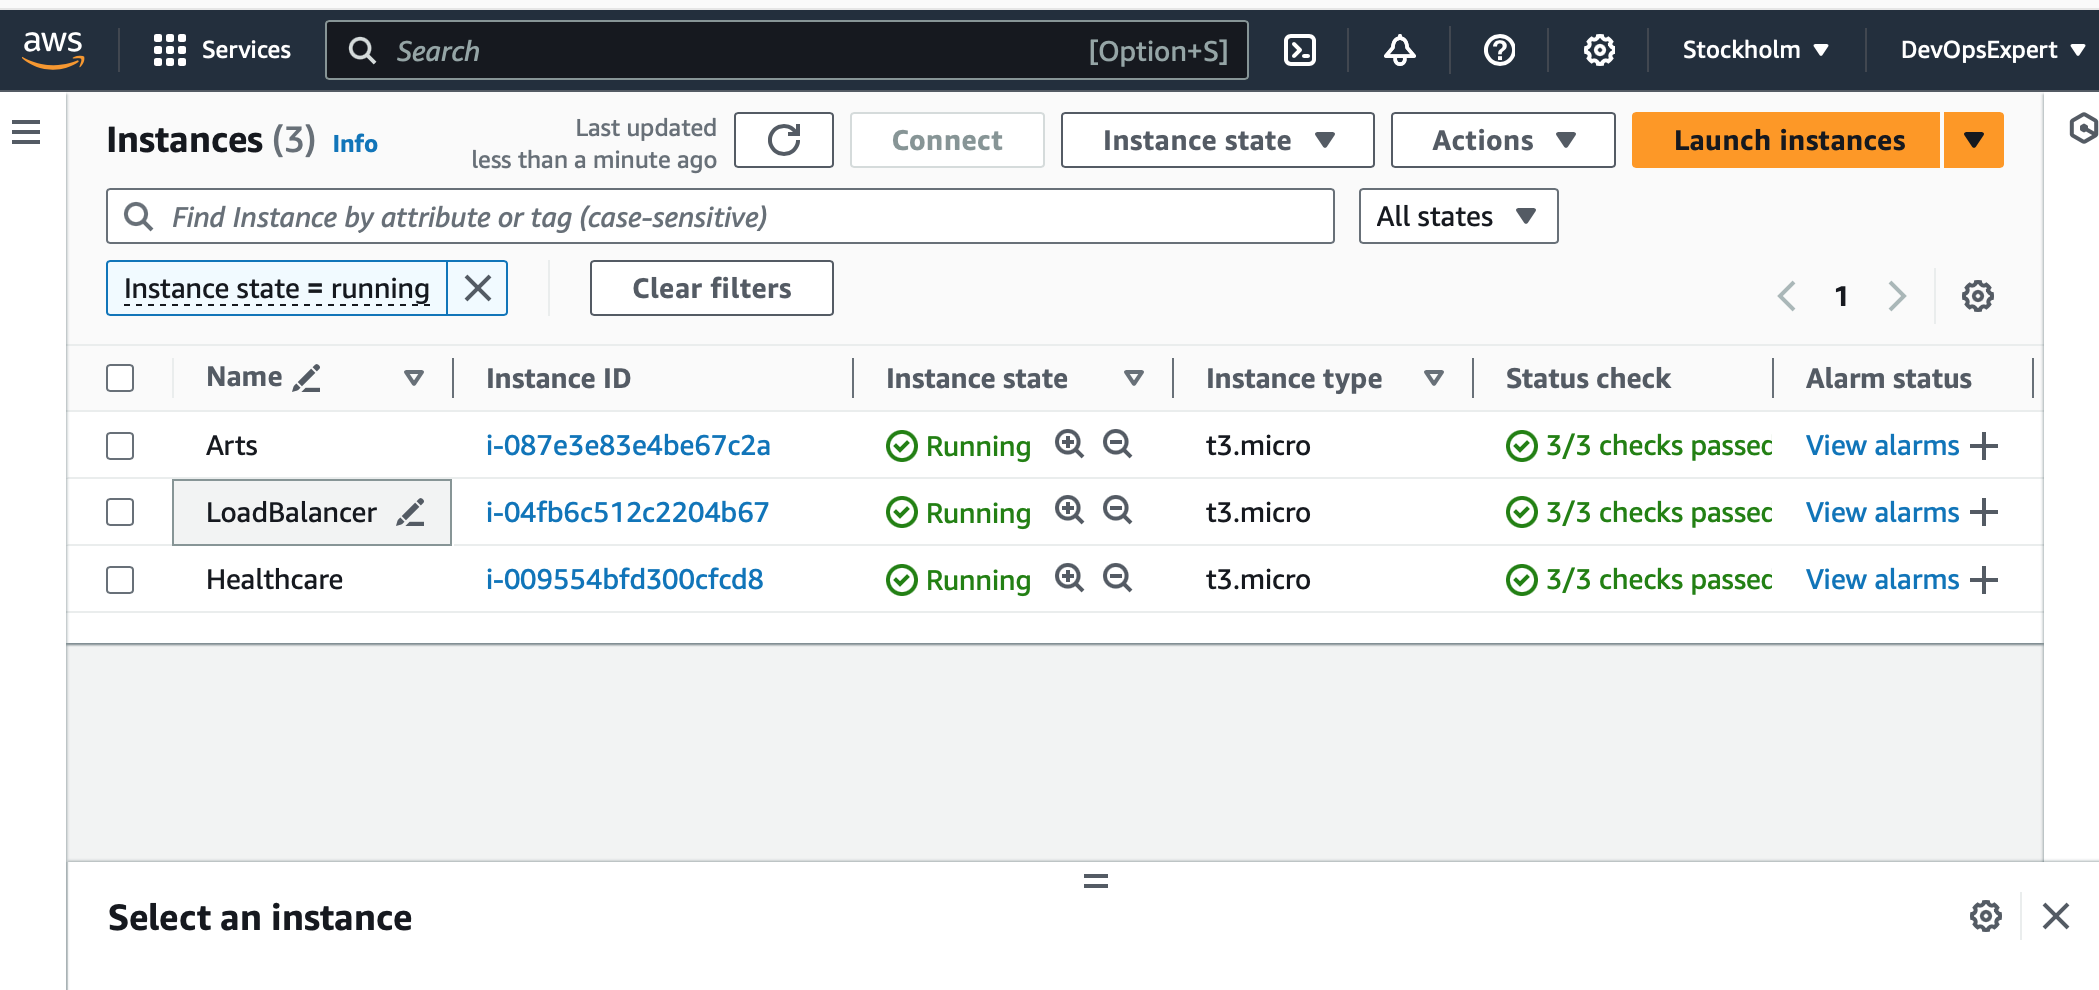 aws Services Search [Option+S] Stockholm DevOpsExpert
Instances (3) Info
Last updated
less than a minute ago
Connect Instance state Actions Launch instances
Find Instance by attribute or tag (case-sensitive) All states
Instance state = running Clear filters 1
Name Instance ID Instance state Instance type Status check Alarm status
Arts i-087e3e83e4be67c2a Running t3.micro 3/3 checks passed View alarms
LoadBalancer i-04fb6c512c2204b67 Running t3.micro 3/3 checks passed View alarms
Healthcare i-009554bfd300cfcd8 Running t3.micro 3/3 checks passed View alarms
Select an instance